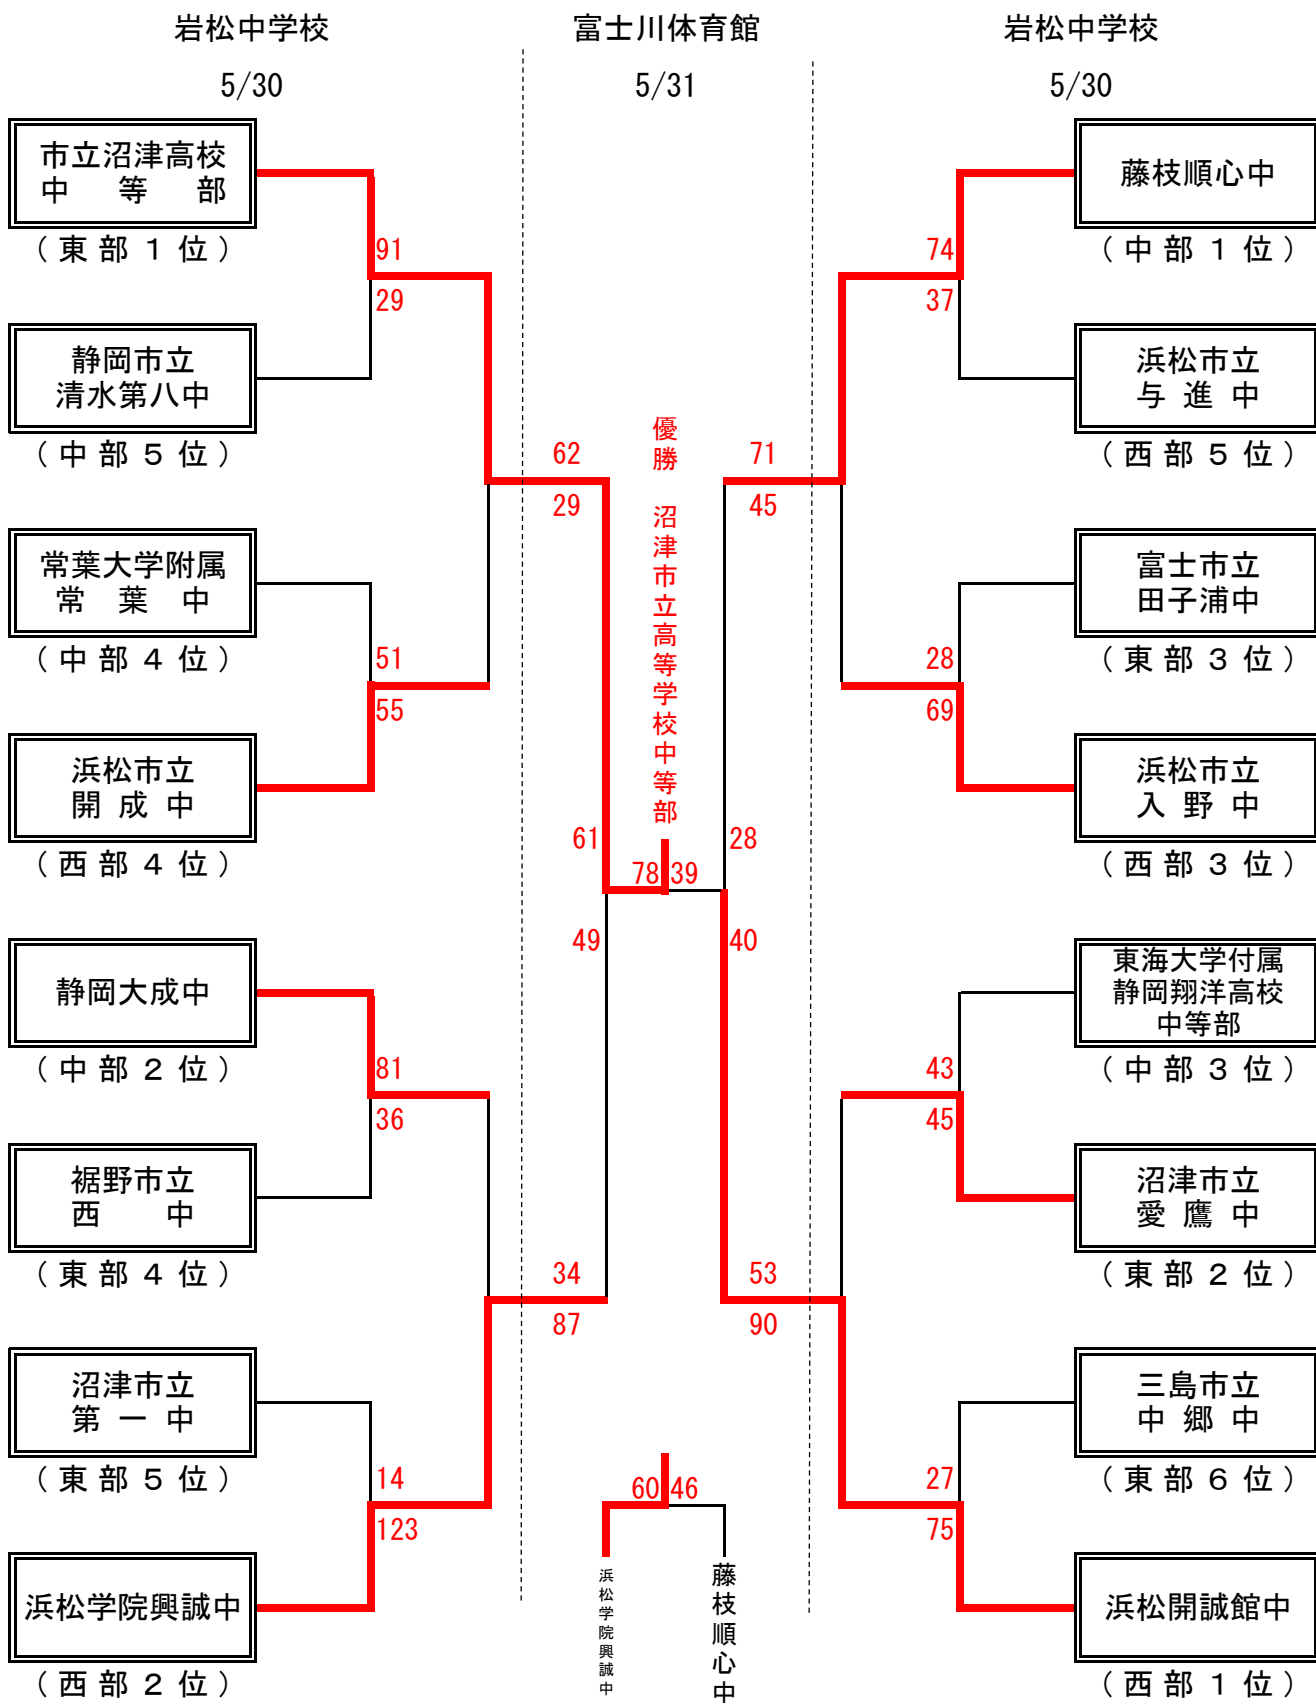 岩松中学校
富士川体育館
岩松中学校
5/30
5/31
5/30
市立沼津高校
中等部
(東部1位)
91
29
静岡市立
清水第八中
(中部5位)
常葉大学附属
常葉中
(中部4位)
51
55
浜松市立
開成中
(西部4位)
静岡大成中
(中部2位)
81
36
裾野市立
西中
(東部4位)
沼津市立
第一中
(東部5位)
14
123
浜松学院興誠中
(西部2位)
62
29
34
87
61
49
優勝 沼津市立高等学校中等部
78
39
28
40
71
45
53
90
60
46
浜松学院興誠中
藤枝順心中
藤枝順心中
(中部1位)
74
37
浜松市立
与進中
(西部5位)
富士市立
田子浦中
(東部3位)
28
69
浜松市立
入野中
(西部3位)
東海大学付属
静岡翔洋高校
中等部
(中部3位)
43
45
沼津市立
愛鷹中
(東部2位)
三島市立
中郷中
(東部6位)
27
75
浜松開誠館中
(西部1位)